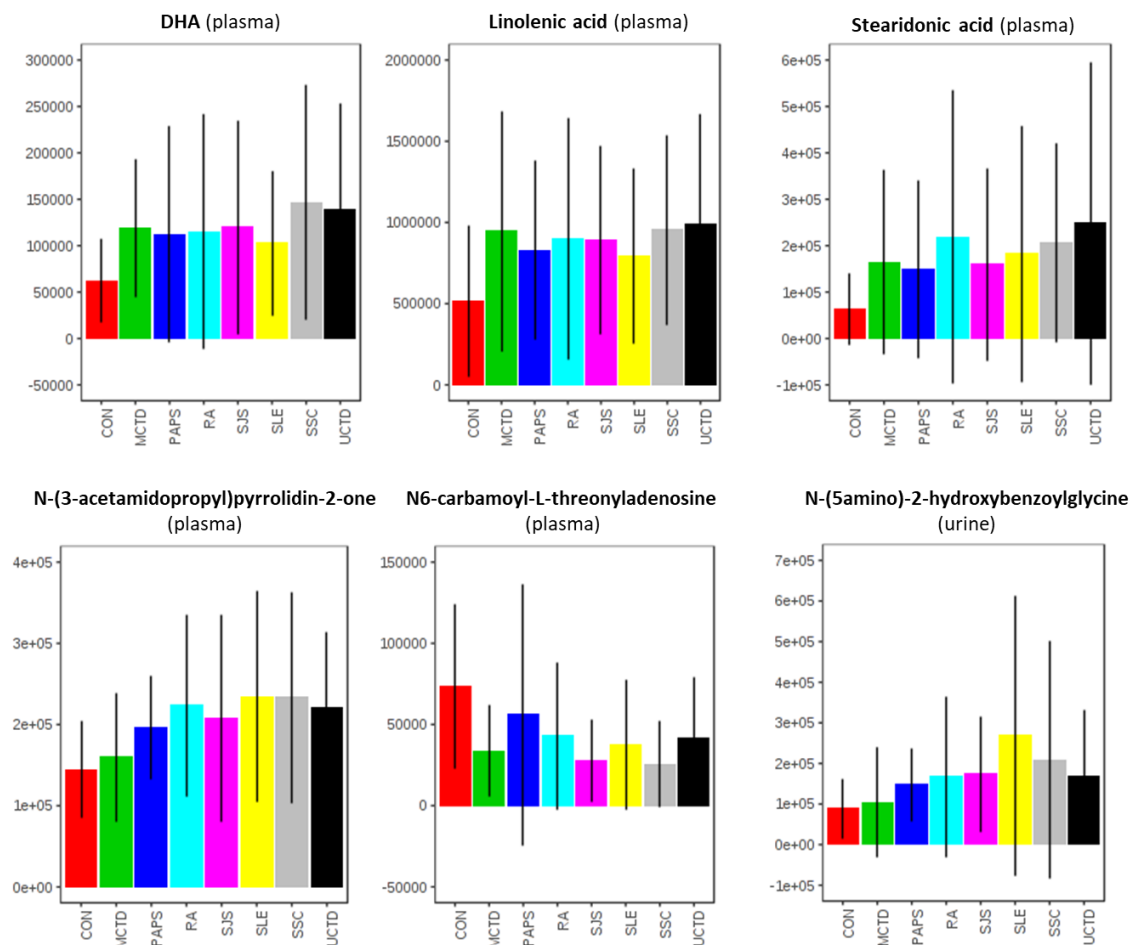 DHA (plasma)
Linolenic acid (plasma)
Stearidonic acid (plasma)
300000
250000
200000
150000
100000
50000
0
-50000
CON
MCTD
PAPS
RA
SJS
SLE
SSC
UCTD
2000000
1500000
1000000
500000
0
CON
MCTD
PAPS
RA
SJS
SLE
SSC
UCTD
6e+05
5e+05
4e+05
3e+05
2e+05
1e+05
0e+00
-1e+05
CON
MCTD
PAPS
RA
SJS
SLE
SSC
UCTD
N-(3-acetamidopropyl)pyrrolidin-2-one
(plasma)
N6-carbamoyl-L-threonyladenosine
(plasma)
N-(5amino)-2-hydroxybenzoylglycine
(urine)
4e+05
3e+05
2e+05
1e+05
0e+00
CON
MCTD
PAPS
RA
SJS
SLE
SSC
UCTD
150000
100000
50000
0
-50000
CON
MCTD
PAPS
RA
SJS
SLE
SSC
UCTD
7e+05
6e+05
5e+05
4e+05
3e+05
2e+05
1e+05
0e+00
-1e+05
CON
MCTD
PAPS
RA
SJS
SLE
SSC
UCTD